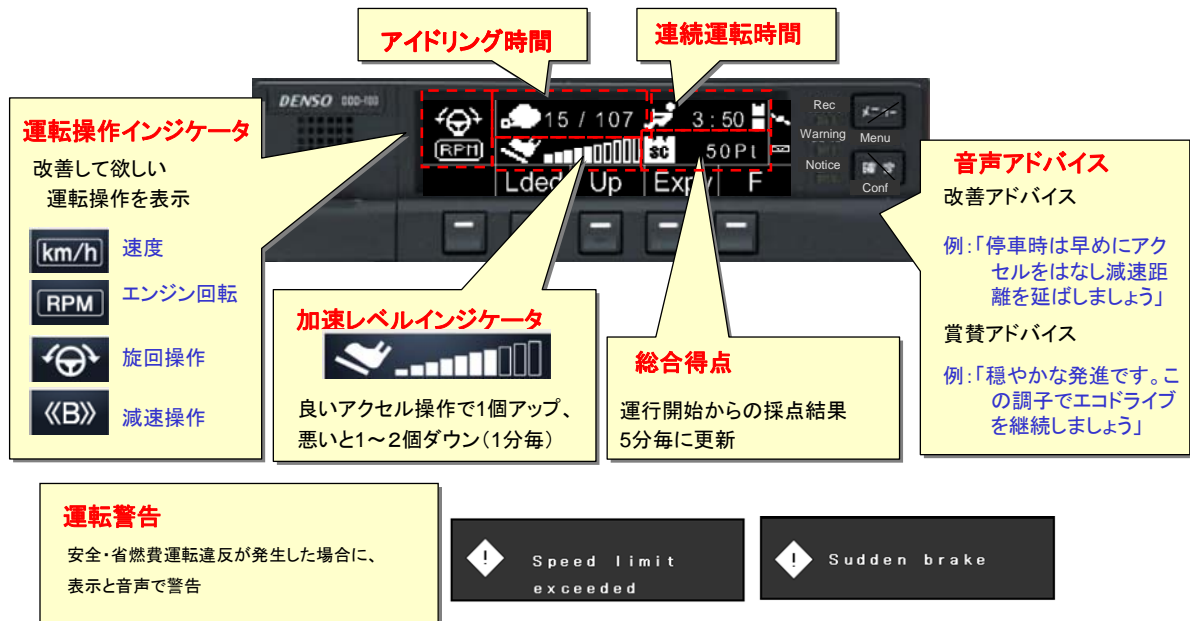 アイドリング時間
連続運転時間
DENSO DDD-100
15 / 107
3:50
RPM
SC
50Pt
Lded
Up
F
Rec
Warning
Notice
メニュー
Menu
Conf
運転操作インジケータ
改善して欲しい
運転操作を表示
km/h 速度
RPM エンジン回転
旋回操作
《B》 減速操作
加速レベルインジケータ
良いアクセル操作で1個アップ、
悪いと1～2個ダウン(1分毎)
総合得点
運行開始からの採点結果
5分毎に更新
音声アドバイス
改善アドバイス
例:「停車時は早めにアク
セルをはなし減速距
離を延ばしましょう」
賞賛アドバイス
例:「穏やかな発進です。こ
の調子でエコドライブ
を継続しましょう」
運転警告
安全・省燃費運転違反が発生した場合に、
表示と音声で警告
! Speed limit
exceeded
! Sudden brake